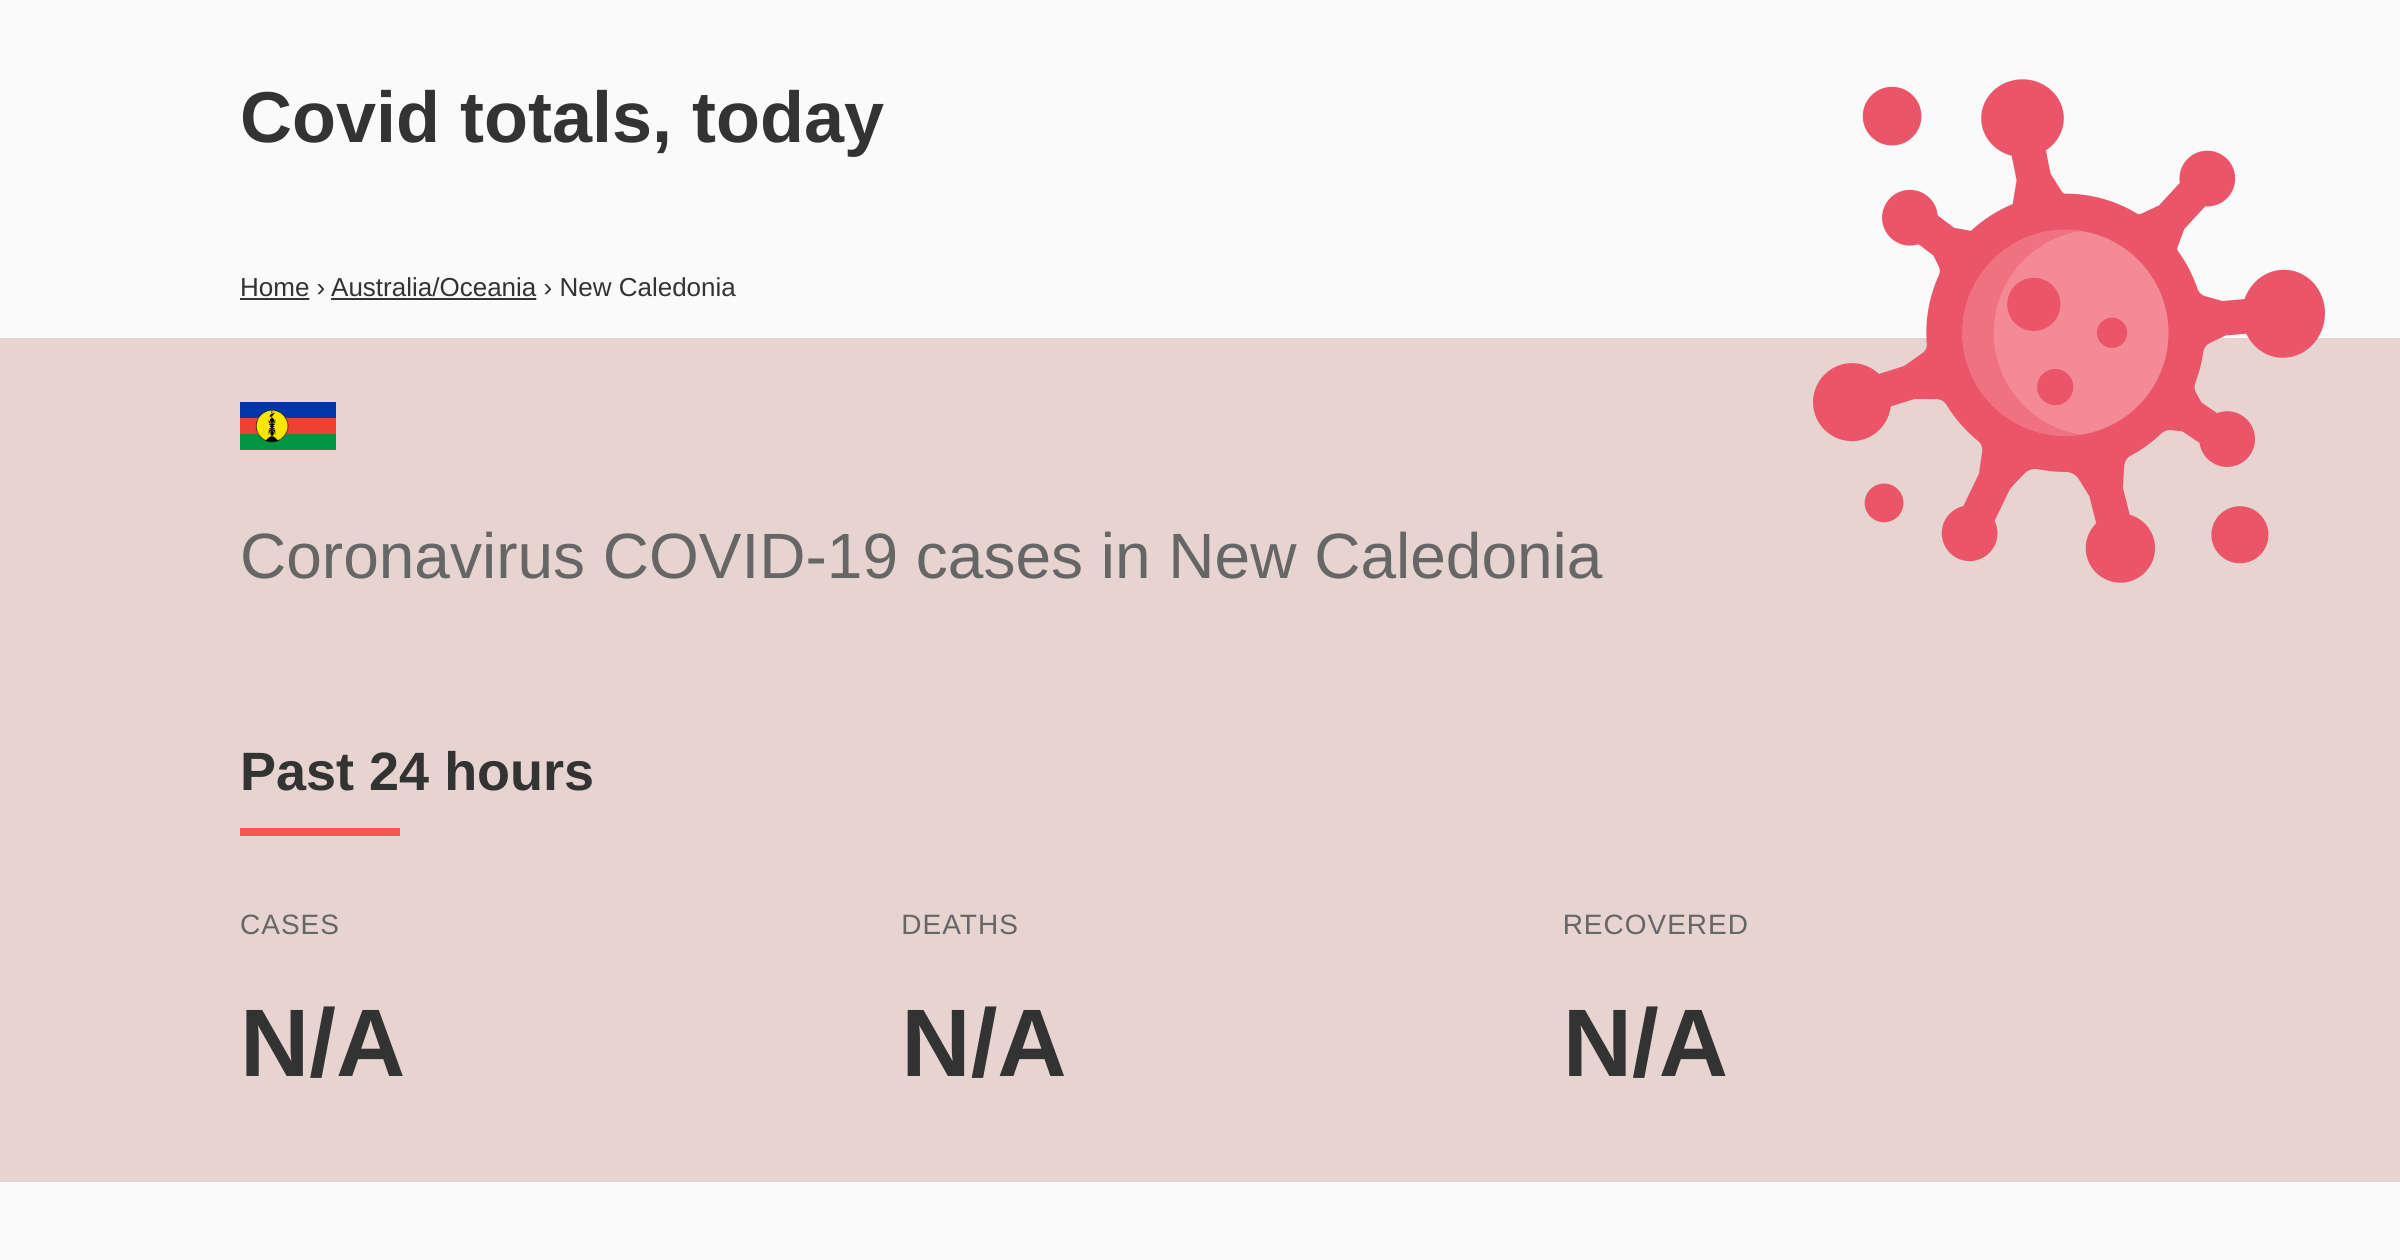 Covid totals, today
Home › Australia/Oceania › New Caledonia
Coronavirus COVID-19 cases in New Caledonia
Past 24 hours
CASES DEATHS RECOVERED
N/A N/A N/A